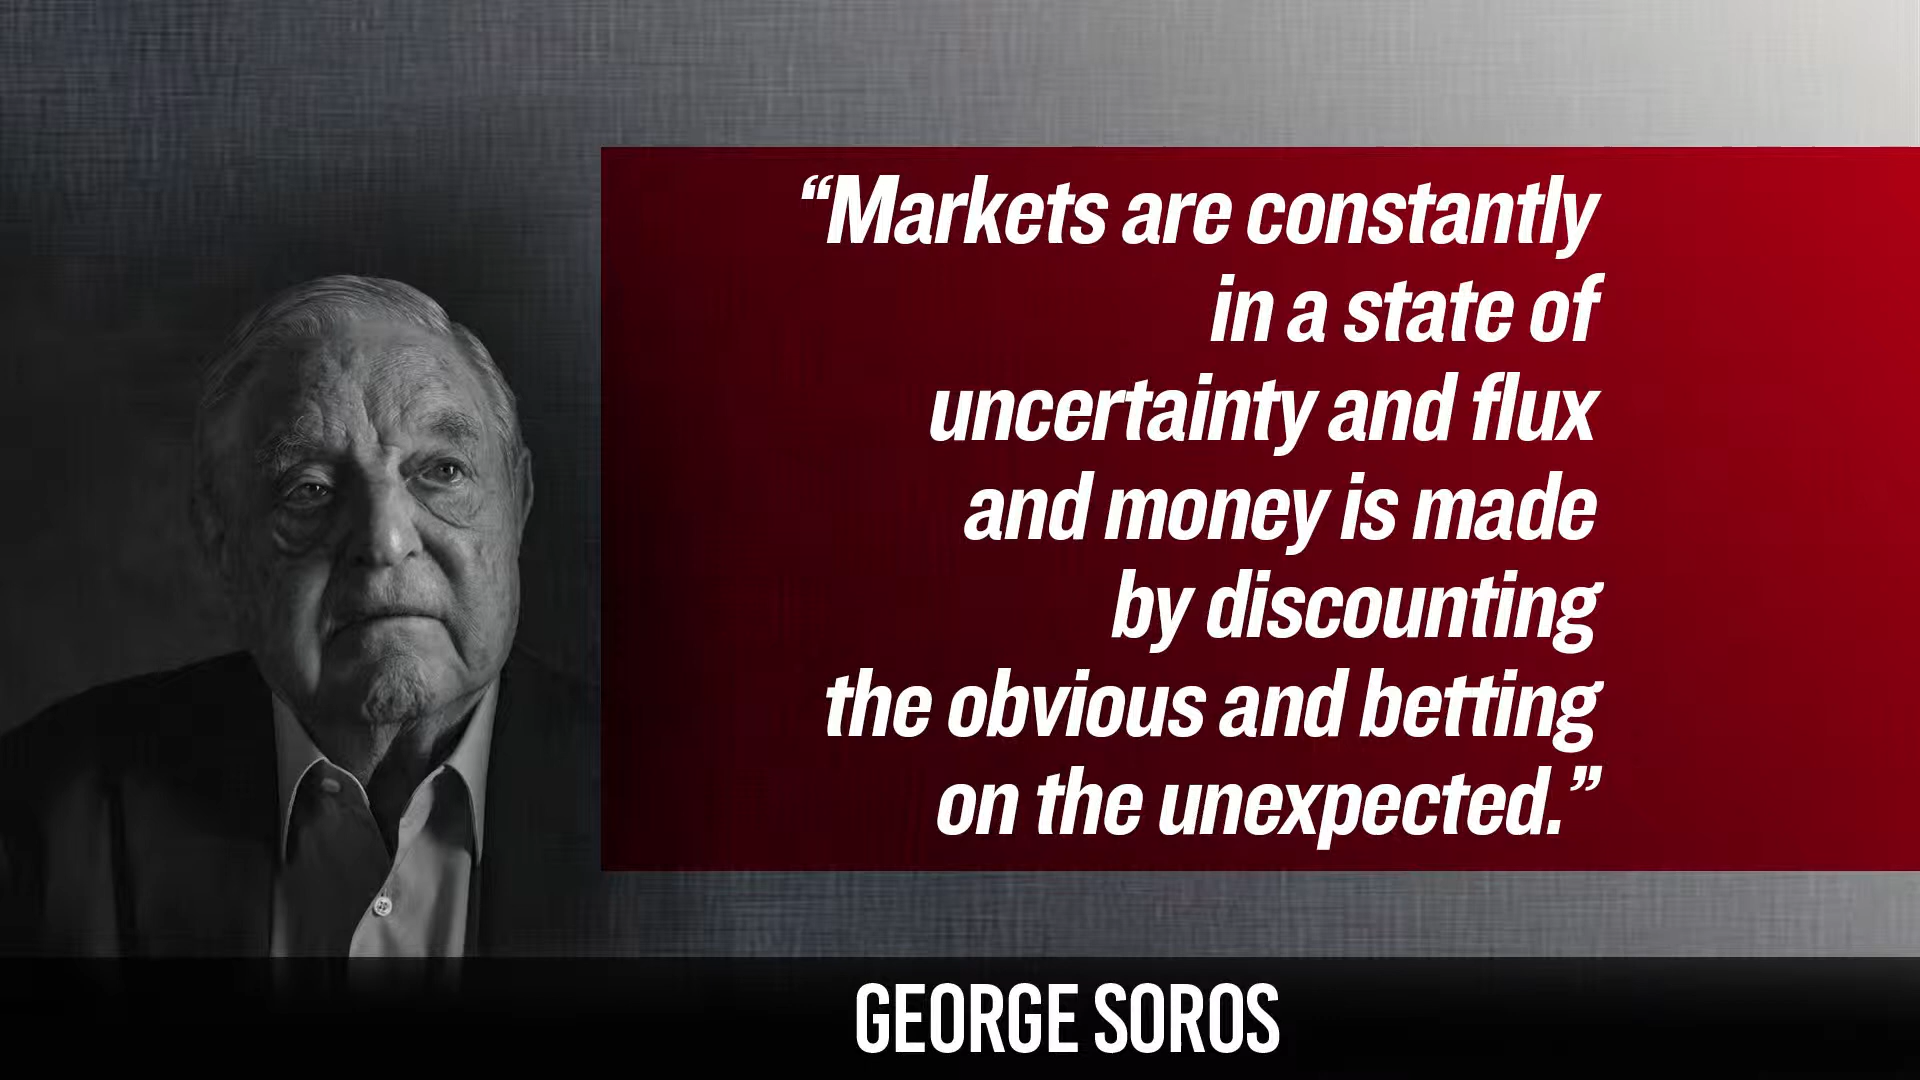 “Markets are constantly
in a state of
uncertainty and flux
and money is made
by discounting
the obvious and betting
on the unexpected.”
GEORGE SOROS